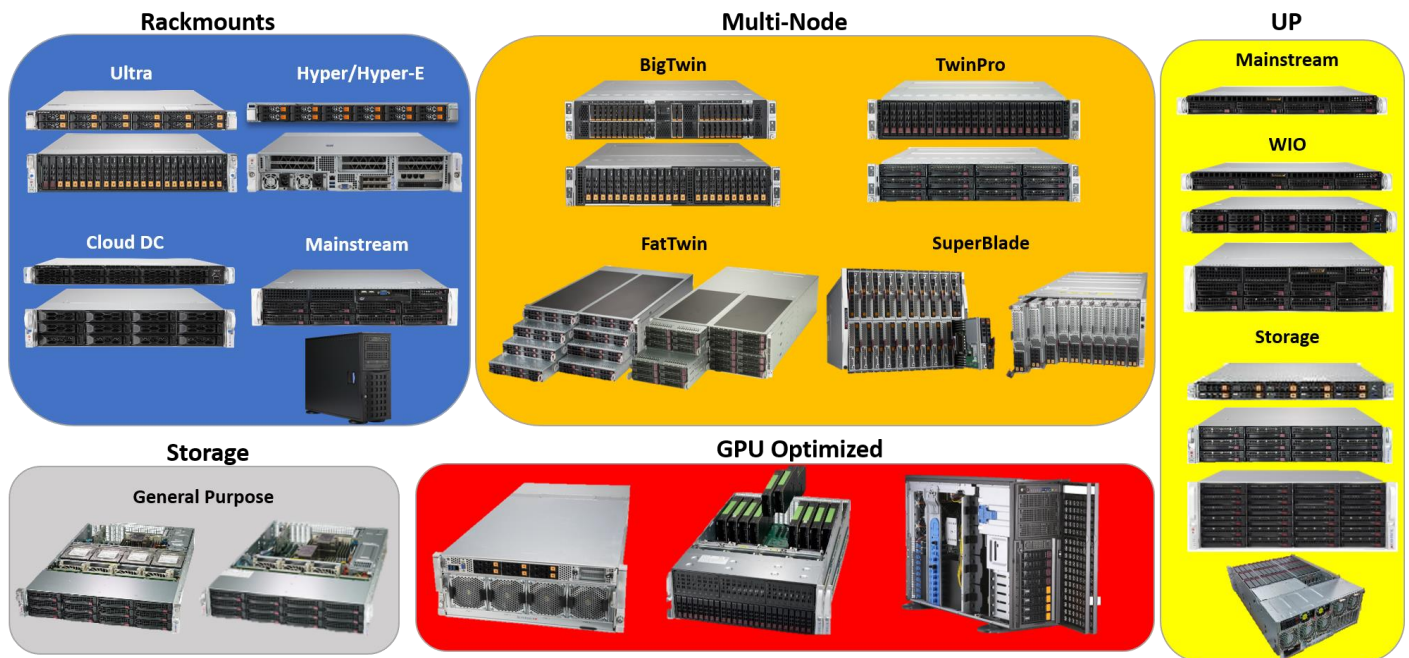 Rackmounts
Ultra
Hyper/Hyper-E
Cloud DC
Mainstream
Multi-Node
BigTwin
TwinPro
FatTwin
SuperBlade
UP
Mainstream
WIO
Storage
Storage
General Purpose
GPU Optimized